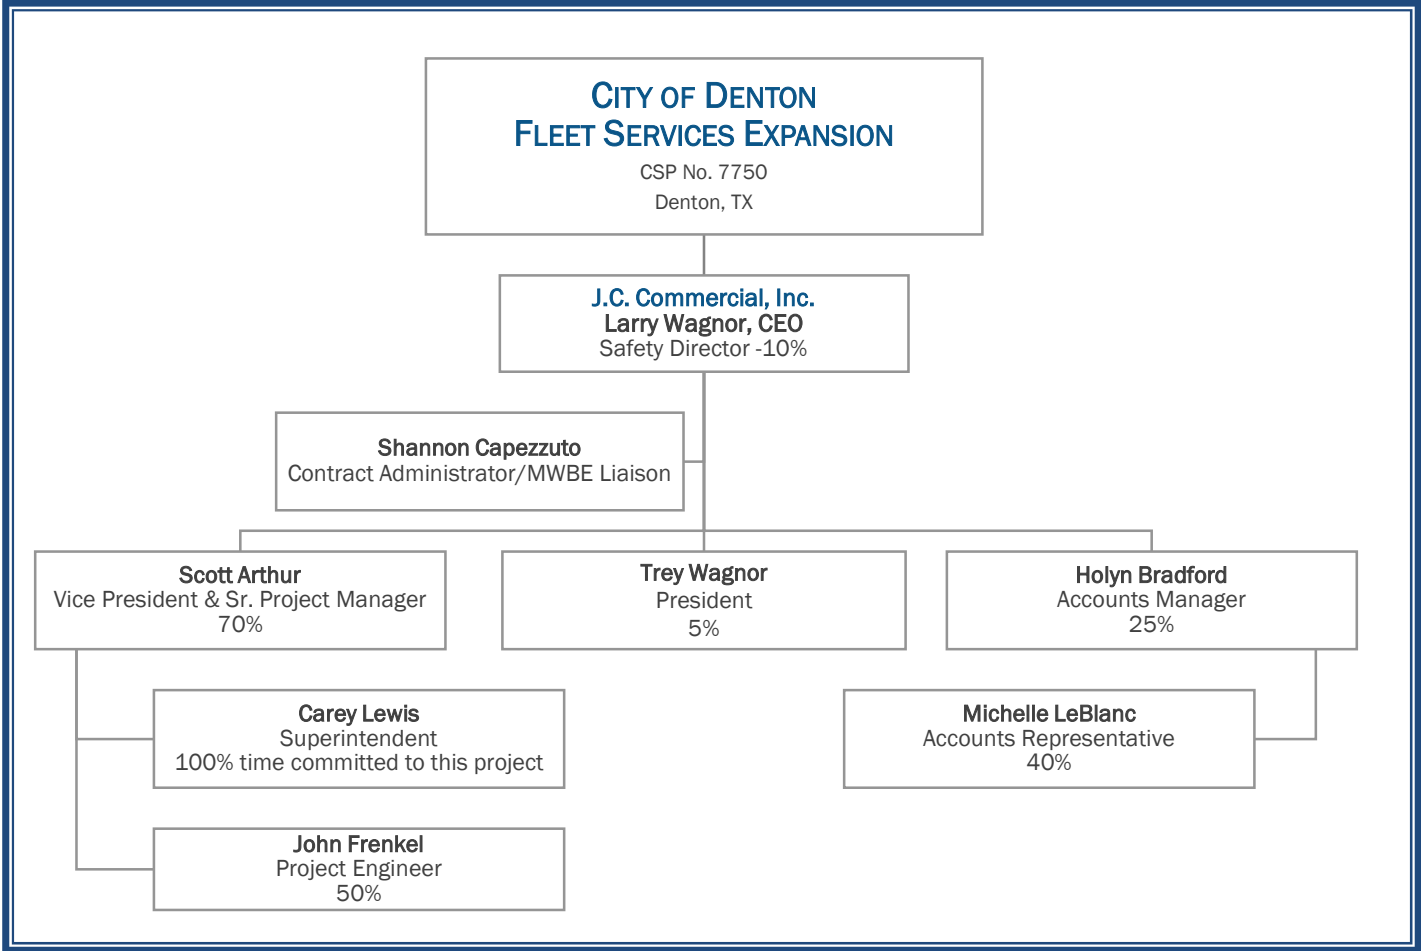 CITY OF DENTON
FLEET SERVICES EXPANSION
CSP No. 7750
Denton, TX
J.C. Commercial, Inc.
Larry Wagnor, CEO
Safety Director -10%
Shannon Capezzuto
Contract Administrator/MWBE Liaison
Scott Arthur
Vice President & Sr. Project Manager
70%
Trey Wagnor
President
5%
Holyn Bradford
Accounts Manager
25%
Carey Lewis
Superintendent
100% time committed to this project
Michelle LeBlanc
Accounts Representative
40%
John Frenkel
Project Engineer
50%